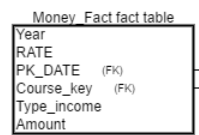 Money_Fact fact table
Year
RATE
PK_DATE (FK)
Course_key (FK)
Type_income
Amount